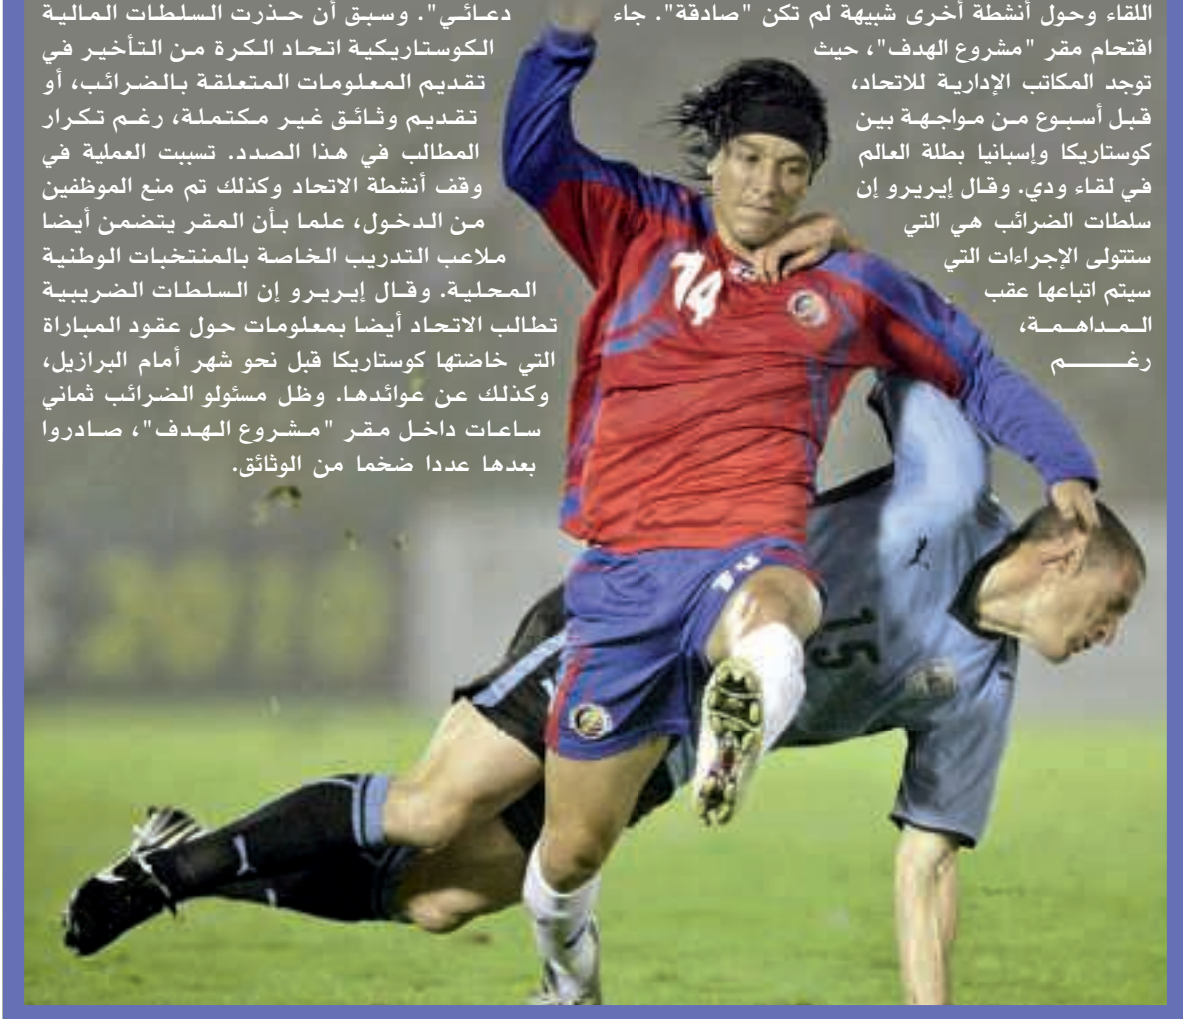 اللقاء وحول أنشطة أخرى شبيهة لم تكن "صادقة". جاء
اقتحام مقر "مشروع الهدف"، حيث
توجد المكاتب الإدارية للاتحاد،
قبل أسبوع من مواجهة بين
كوستاريكا وإسبانيا بطلة العالم
في لقاء ودي. وقال إيريرو إن
سلطات الضرائب هي التي
ستتولى الإجراءات التي
سيتم اتباعها عقب
المداهمة،
رغم
دعائي". وسبق أن حذرت السلطات المالية
الكوستاريكية اتحاد الكرة من التأخير في
تقديم المعلومات المتعلقة بالضرائب، أو
تقديم وثائق غير مكتملة، رغم تكرار
المطالب في هذا الصدد. تسببت العملية في
وقف أنشطة الاتحاد وكذلك تم منع الموظفين
من الدخول، علما بأن المقر يتضمن أيضا
ملاعب التدريب الخاصة بالمنتخبات الوطنية
المحلية. وقال إيريرو إن السلطات الضريبية
تطالب الاتحاد أيضا بمعلومات حول عقود المباراة
التي خاضتها كوستاريكا قبل نحو شهر أمام البرازيل،
وكذلك عن عوائدها. وظل مسئولو الضرائب ثماني
ساعات داخل مقر "مشروع الهدف"، صادروا
بعدها عددا ضخما من الوثائق.
14
14
15